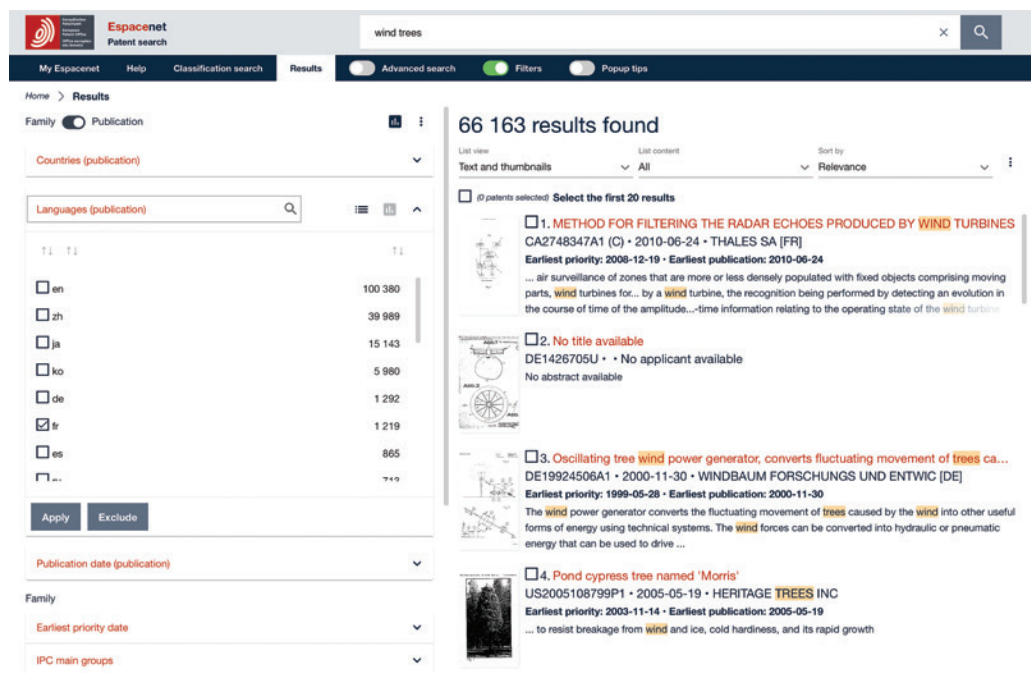 Europäisches Patentamt
European Patent Office
Office européen des brevets
Espacenet
Patent search
wind trees
My Espacenet Help Classification search Results Advanced search Filters Popup tips
Home > Results
Family Publication
Countries (publication)
Languages (publication)
en 100 380
zh 39 989
ja 15 143
ko 5 980
de 1 292
fr 1 219
es 865
Apply Exclude
Publication date (publication)
Family
Earliest priority date
IPC main groups
66 163 results found
List view List content Sort by
Text and thumbnails All Relevance
(0 patents selected) Select the first 20 results
1. METHOD FOR FILTERING THE RADAR ECHOES PRODUCED BY WIND TURBINES
CA2748347A1 (C) • 2010-06-24 • THALES SA [FR]
Earliest priority: 2008-12-19 • Earliest publication: 2010-06-24
... air surveillance of zones that are more or less densely populated with fixed objects comprising moving
parts, wind turbines for... by a wind turbine, the recognition being performed by detecting an evolution in
the course of time of the amplitude...-time information relating to the operating state of the wind turbine
2. No title available
DE1426705U • • No applicant available
No abstract available
3. Oscillating tree wind power generator, converts fluctuating movement of trees ca...
DE19924506A1 • 2000-11-30 • WINDBAUM FORSCHUNGS UND ENTWIC [DE]
Earliest priority: 1999-05-28 • Earliest publication: 2000-11-30
The wind power generator converts the fluctuating movement of trees caused by the wind into other useful
forms of energy using technical systems. The wind forces can be converted into hydraulic or pneumatic
energy that can be used to drive ...
4. Pond cypress tree named 'Morris'
US2005108799P1 • 2005-05-19 • HERITAGE TREES INC
Earliest priority: 2003-11-14 • Earliest publication: 2005-05-19
... to resist breakage from wind and ice, cold hardiness, and its rapid growth